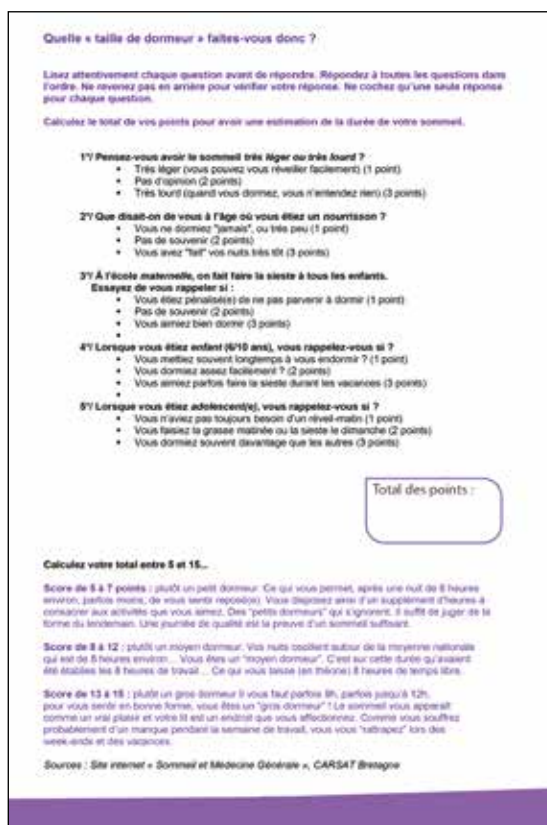 Quelle « taille de dormeur » faites-vous donc ?
Lisez attentivement chaque question avant de répondre. Répondez à toutes les questions dans
l'ordre. Ne revenez pas en arrière pour vérifier votre réponse. Ne cochez qu'une seule réponse
pour chaque question.
Calculez le total de vos points pour avoir une estimation de la durée de votre sommeil.
1°/ Pensez-vous avoir le sommeil très léger ou très lourd ?
• Très léger (vous pouvez vous réveiller facilement) (1 point)
• Pas d'opinion (2 points)
• Très lourd (quand vous dormez, vous n'entendez rien) (3 points)
2°/ Que disait-on de vous à l'âge où vous étiez un nourrisson ?
• Vous ne dormiez "jamais", ou très peu (1 point)
• Pas de souvenir (2 points)
• Vous avez "fait" vos nuits très tôt (3 points)
3°/ À l'école maternelle, on fait faire la sieste à tous les enfants.
Essayez de vous rappeler si :
• Vous étiez pénalisé(e) de ne pas parvenir à dormir (1 point)
• Pas de souvenir (2 points)
• Vous aimiez bien dormir (3 points)
•
4°/ Lorsque vous étiez enfant (6/10 ans), vous rappelez-vous si ?
• Vous mettiez souvent longtemps à vous endormir ? (1 point)
• Vous dormiez assez facilement ? (2 points)
• Vous aimiez parfois faire la sieste durant les vacances (3 points)
•
5°/ Lorsque vous étiez adolescent(e), vous rappelez-vous si ?
• Vous n'aviez pas toujours besoin d'un réveil-matin (1 point)
• Vous faisiez la grasse matinée ou la sieste le dimanche (2 points)
• Vous dormiez souvent davantage que les autres (3 points)
Total des points :
Calculez votre total entre 5 et 15...
Score de 5 à 7 points : plutôt un petit dormeur. Ce qui vous permet, après une nuit de 6 heures
environ, parfois moins, de vous sentir reposé(e). Vous disposez ainsi d'un supplément d'heures à
consacrer aux activités que vous aimez. Des "petits dormeurs" qui s'ignorent. Il suffit de juger de la
forme du lendemain. Une journée de qualité est la preuve d'un sommeil suffisant.
Score de 8 à 12 : plutôt un moyen dormeur. Vos nuits oscillent autour de la moyenne nationale
qui est de 8 heures environ... Vous êtes un "moyen dormeur". C'est sur cette durée qu'avaient
été établies les 8 heures de travail... Ce qui vous laisse (en théorie) 8 heures de temps libre.
Score de 13 à 15 : plutôt un gros dormeur Il vous faut parfois 9h, parfois jusqu'à 12h,
pour vous sentir en bonne forme, vous êtes un "gros dormeur" ! Le sommeil vous apparaît
comme un vrai plaisir et votre lit est un endroit que vous affectionnez. Comme vous souffrez
probablement d'un manque pendant la semaine de travail, vous vous "rattrapez" lors des
week-ends et des vacances.
Sources : Site internet « Sommeil et Médecine Générale », CARSAT Bretagne